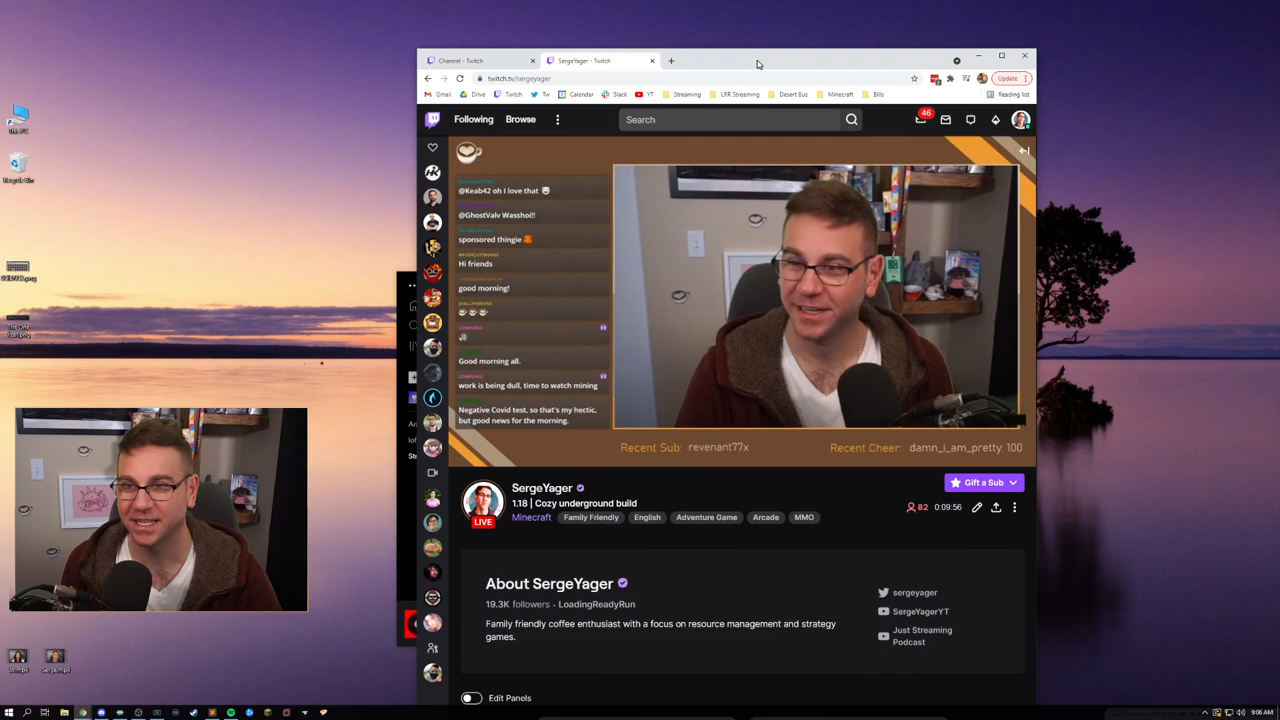 Channel - Twitch
SergeYager - Twitch
twitch.tv/sergeyager
Update
Gmail
Drive
Twitch
Tw
Calendar
Slack
YT
Streaming
LRR Streaming
Desert Bus
Minecraft
Bills
Reading list
Following
Browse
Search
46
This PC
Recycle Bin
@Keab42 oh I love that
@GhostValv Wasshoi!!
sponsored thingie
Hi friends
good morning!
Good morning all.
work is being dull, time to watch mining
Negative Covid test, so that's my hectic,
but good news for the morning.
Recent Sub: revenant77x
Recent Cheer: damn_i_am_pretty: 100
SergeYager
Gift a Sub
1.18 | Cozy underground build
82
0:09:56
LIVE
Minecraft
Family Friendly
English
Adventure Game
Arcade
MMO
About SergeYager
19.3K followers · LoadingReadyRun
Family friendly coffee enthusiast with a focus on resource management and strategy
games.
sergeyager
SergeYagerYT
Just Streaming
Podcast
Edit Panels
9:06 AM